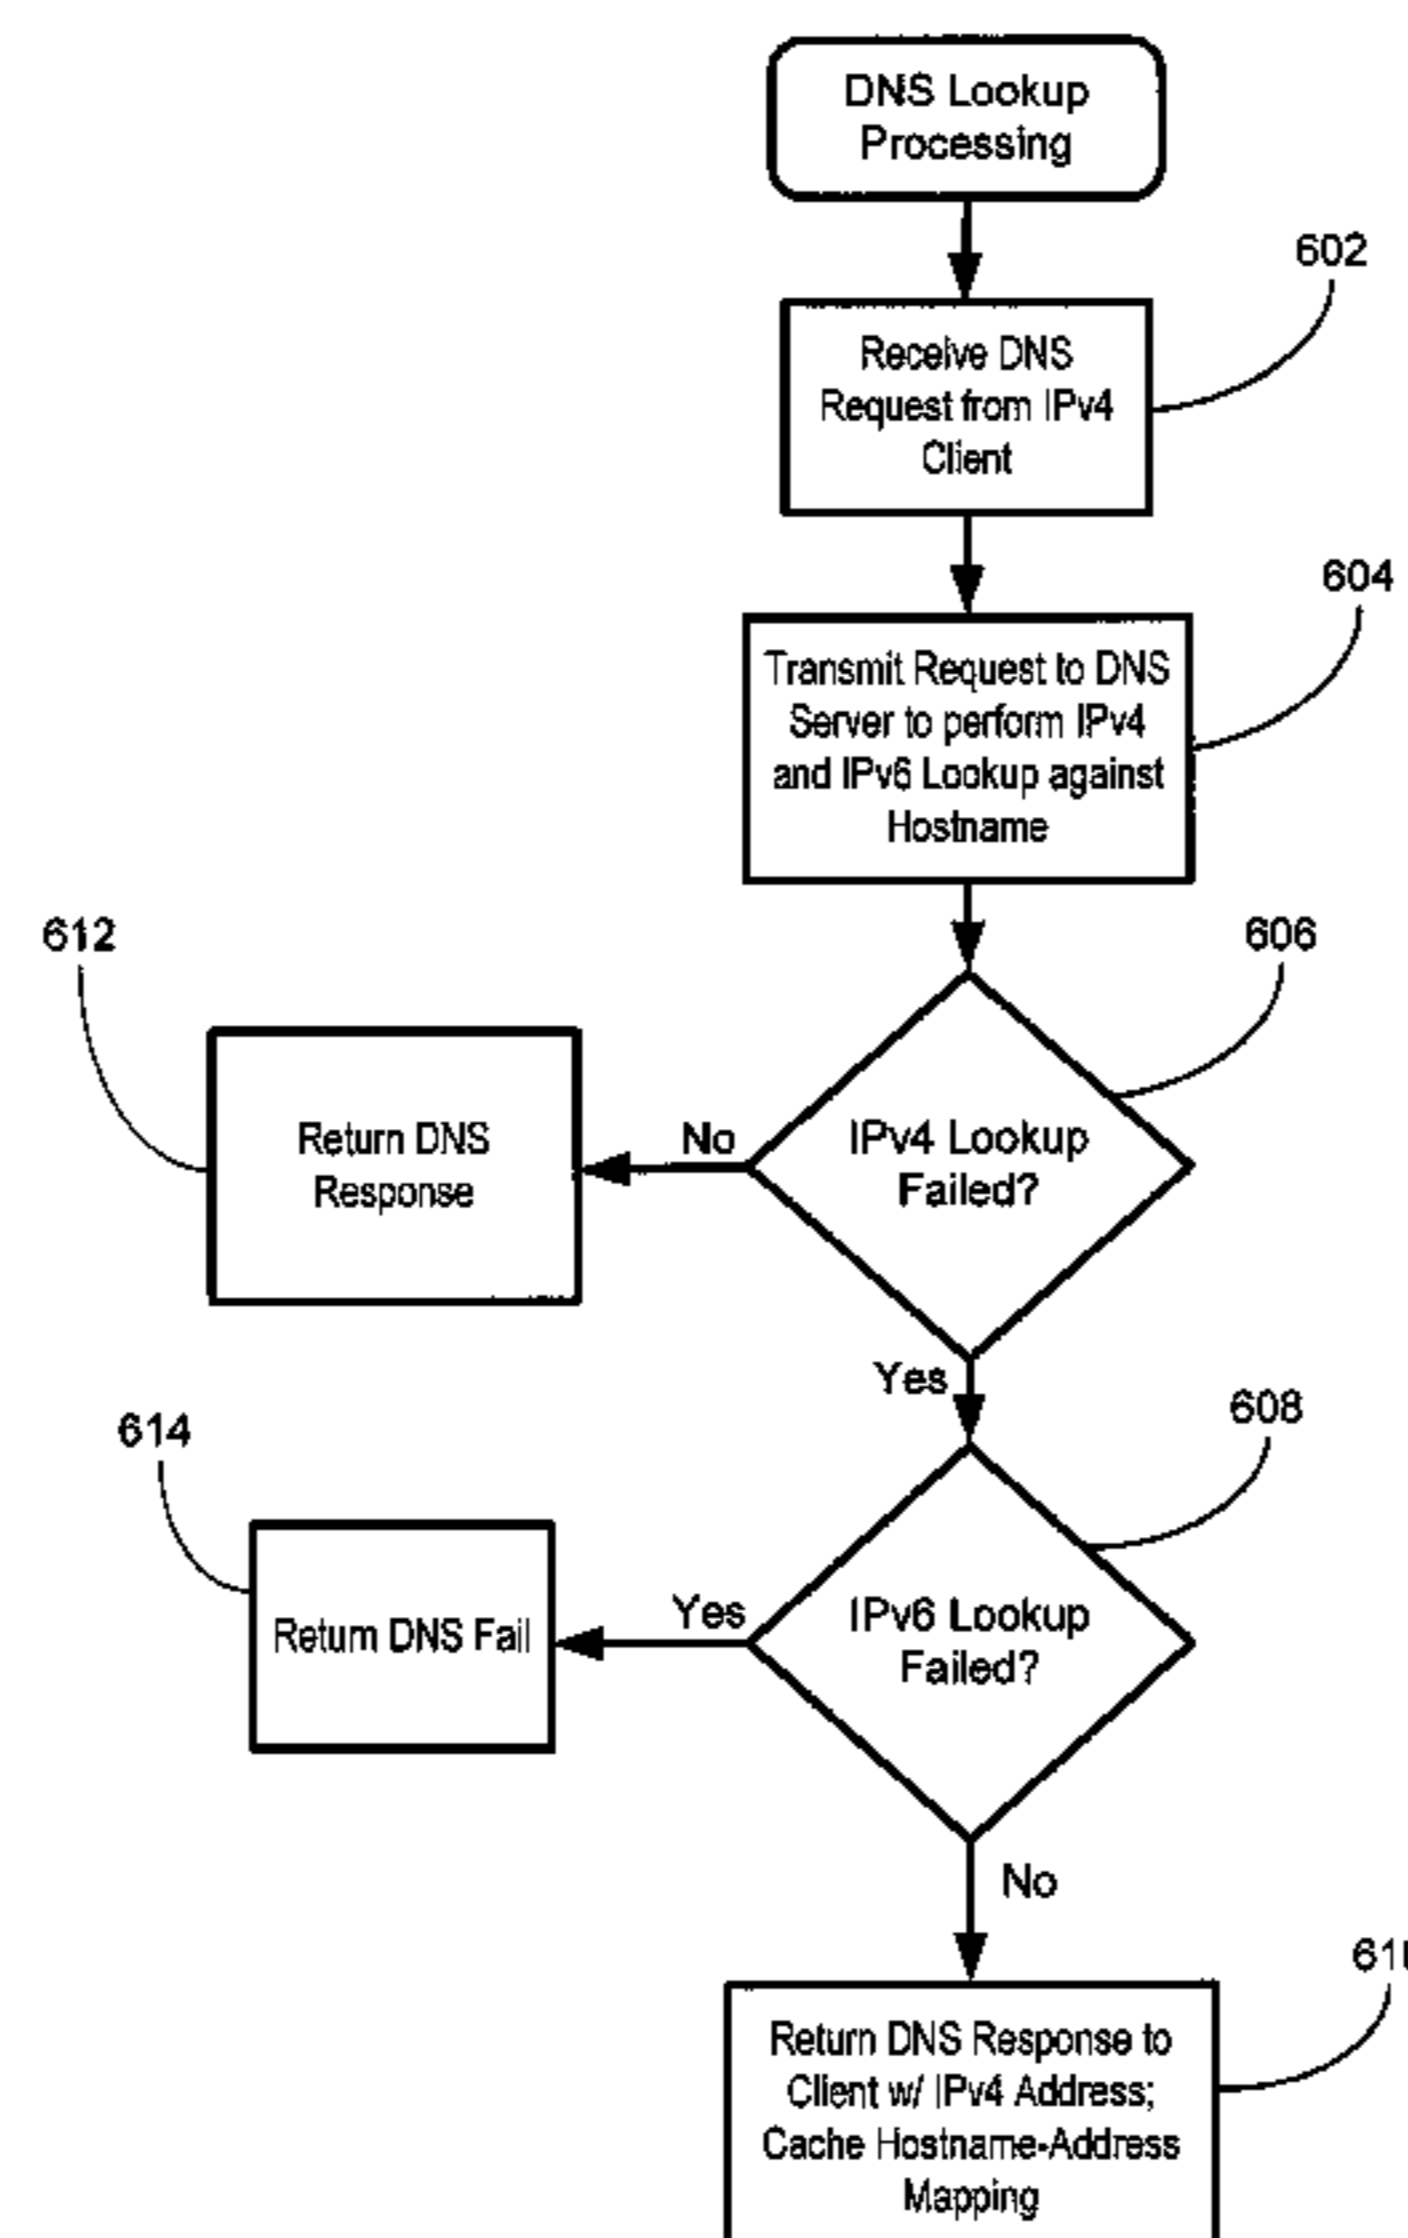 DNS Lookup
Processing
602
Receive DNS
Request from IPv4
Client
604
Transmit Request to DNS
Server to perform IPv4
and IPv6 Lookup against
Hostname
612
606
Return DNS
Response
No
IPv4 Lookup
Failed?
Yes
608
614
Return DNS Fail
Yes
IPv6 Lookup
Failed?
No
Return DNS Response to
Client w/ IPv4 Address;
Cache Hostname-Address
Mapping